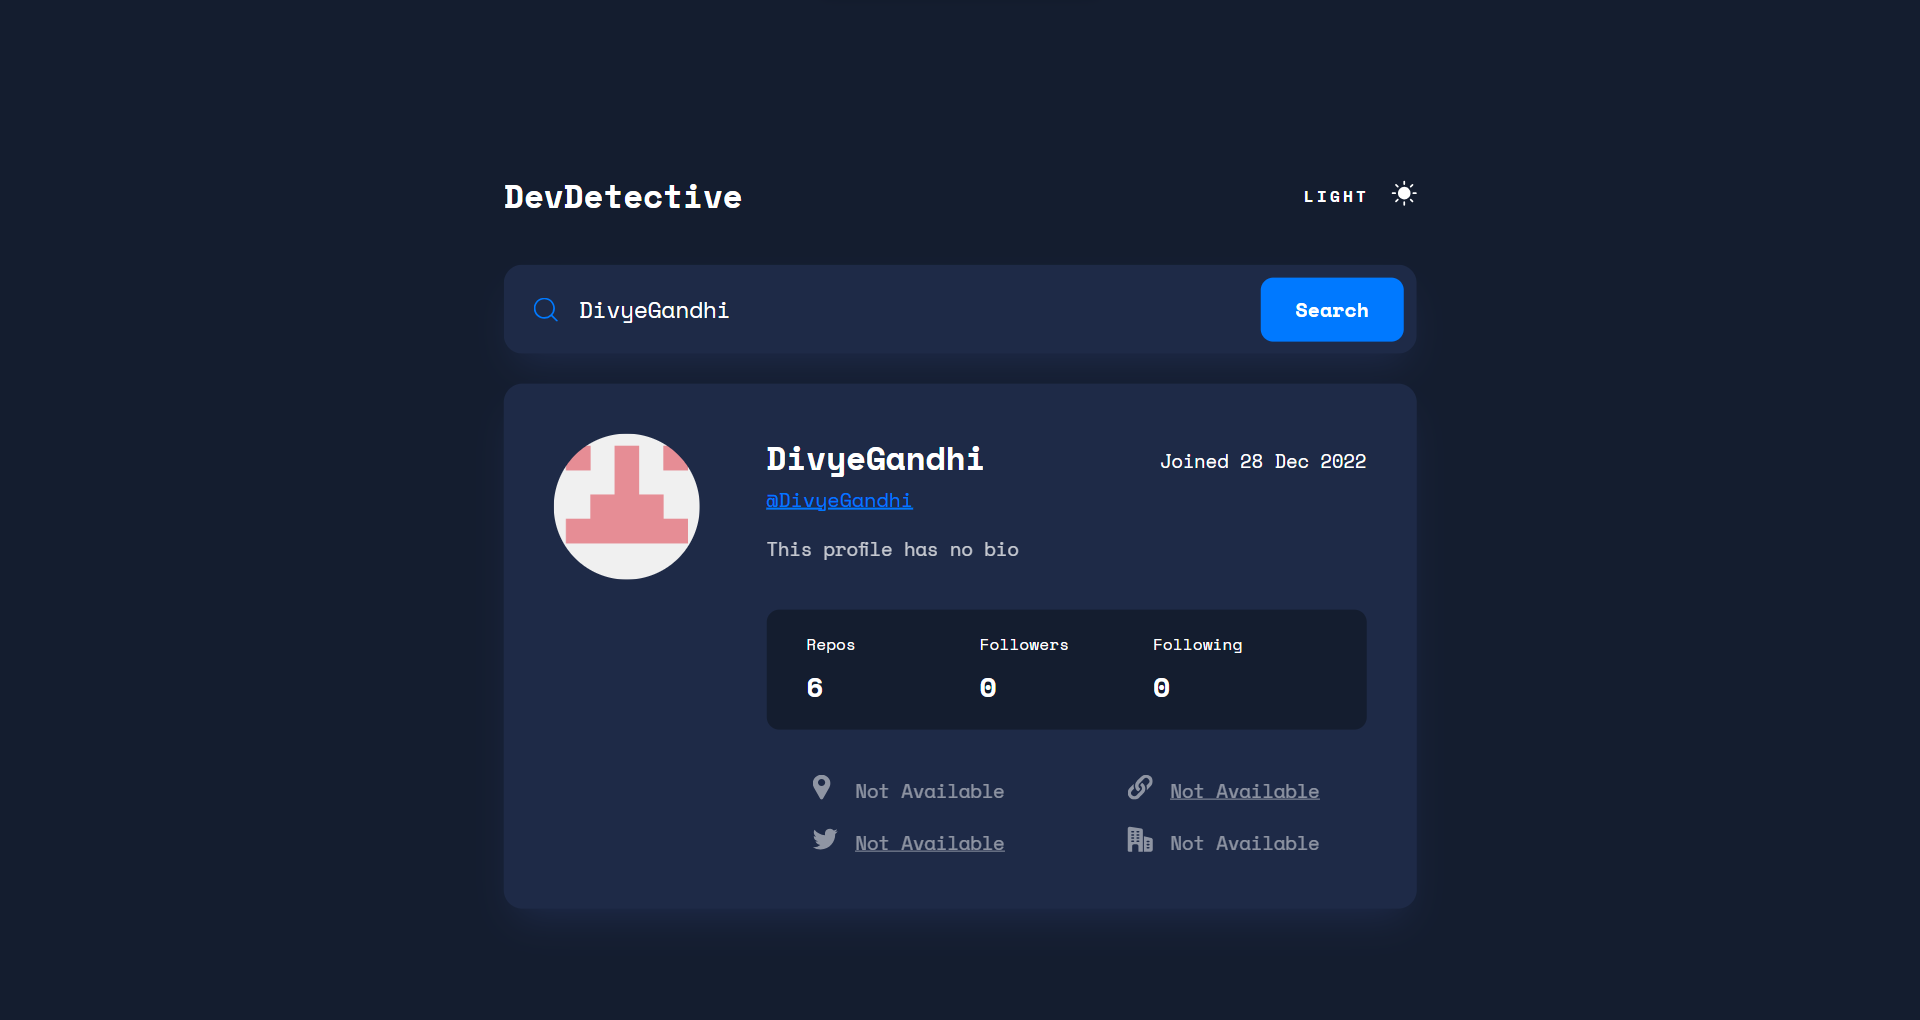 DevDetective
LIGHT
DivyeGandhi
Search
DivyeGandhi
Joined 28 Dec 2022
@DivyeGandhi
This profile has no bio
Repos
Followers
Following
6
0
0
Not Available
Not Available
Not Available
Not Available